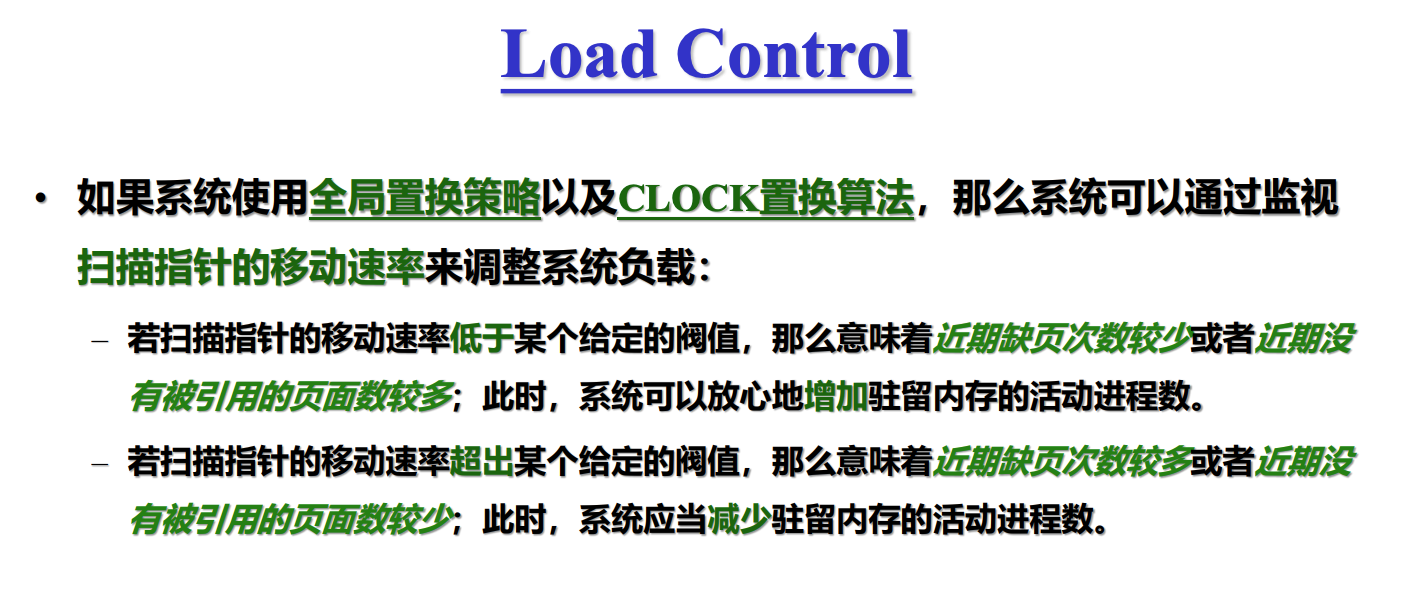 Load Control
• 如果系统使用全局置换策略以及CLOCK置换算法，那么系统可以通过监视
扫描指针的移动速率来调整系统负载：
– 若扫描指针的移动速率低于某个给定的阀值，那么意味着近期缺页次数较少或者近期没
有被引用的页面数较多；此时，系统可以放心地增加驻留内存的活动进程数。
– 若扫描指针的移动速率超出某个给定的阀值，那么意味着近期缺页次数较多或者近期没
有被引用的页面数较少；此时，系统应当减少驻留内存的活动进程数。